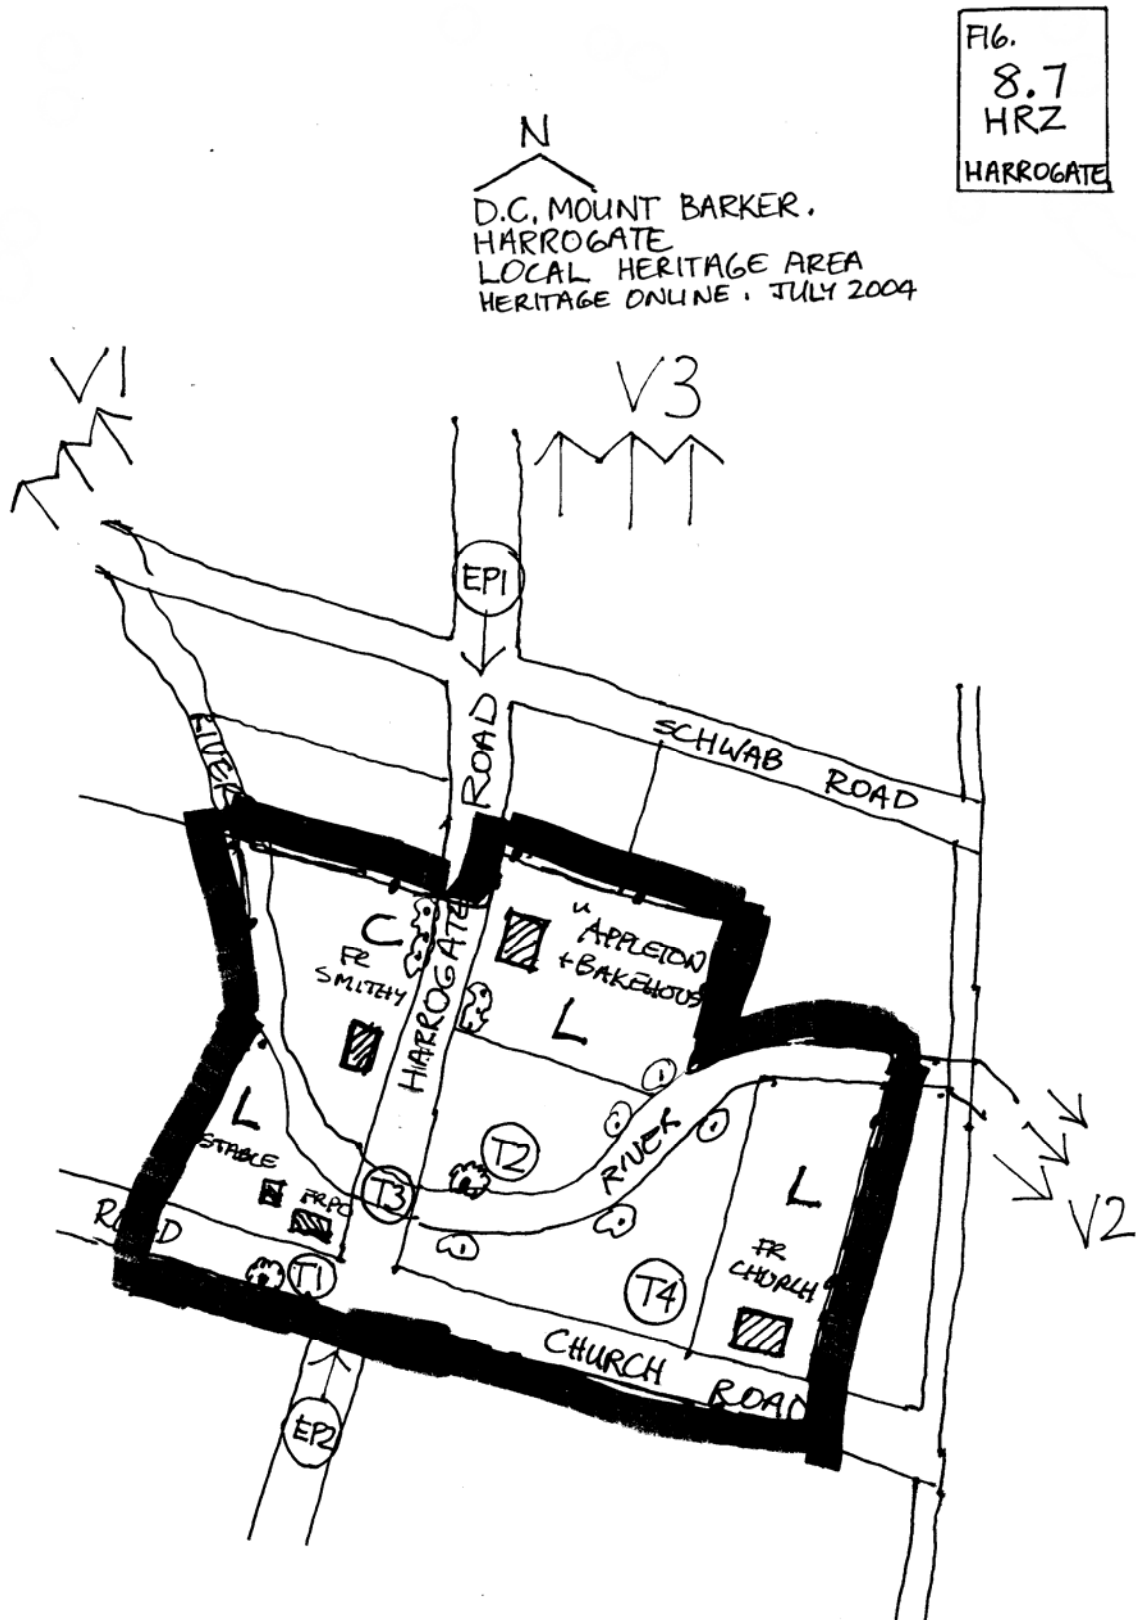 FIG.
8.7
HRZ
HARROGATE
N
D.C. MOUNT BARKER.
HARROGATE
LOCAL HERITAGE AREA
HERITAGE ONLINE. JULY 2004
V1
V3
EP1
SCHWAB ROAD
RIVER
HARROGATE ROAD
C
FR
SMITHY
"APPLETON
+BAKEHOUS
L
L
STABLE
FRPO
T3
T2
RIVER
L
V2
ROAD
T1
T4
FR
CHURCH
CHURCH ROAD
EP2